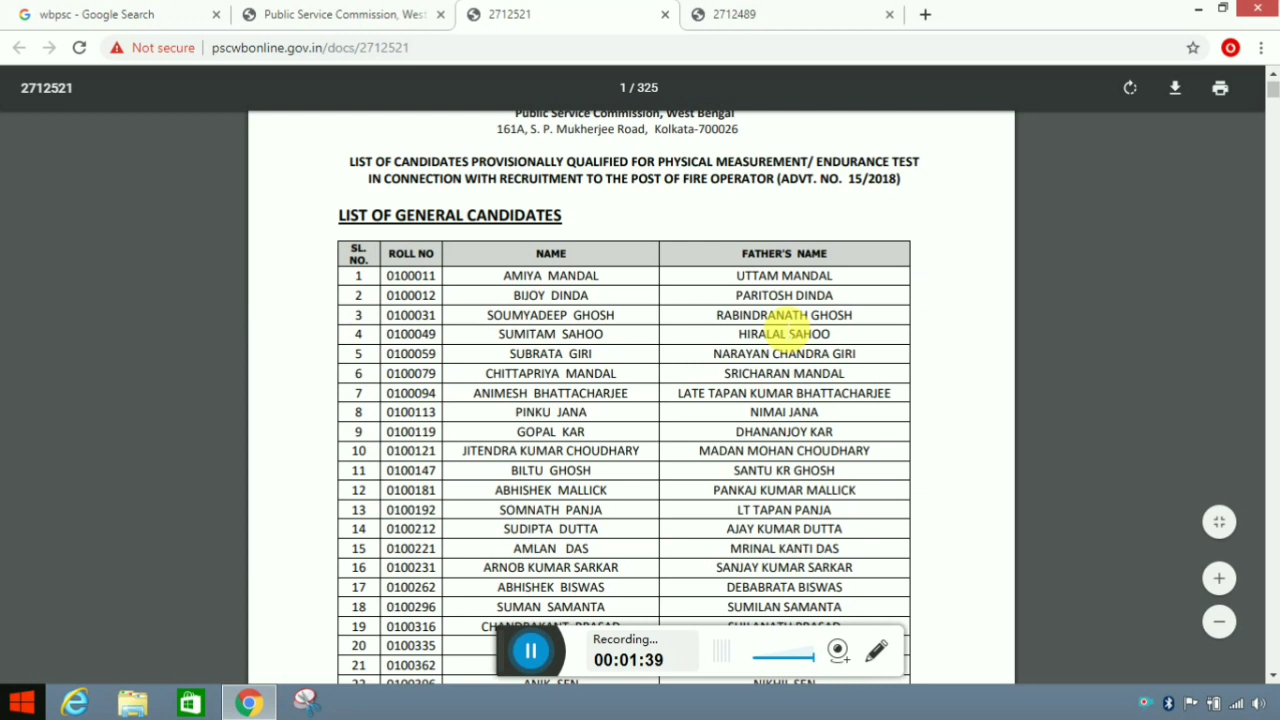 wbpsc - Google Search
Public Service Commission, West
2712521
2712489
Not secure
pscwbonline.gov.in/docs/2712521
2712521
1 / 325
Public Service Commission, West Bengal
161A, S. P. Mukherjee Road, Kolkata-700026
LIST OF CANDIDATES PROVISIONALLY QUALIFIED FOR PHYSICAL MEASUREMENT/ ENDURANCE TEST
IN CONNECTION WITH RECRUITMENT TO THE POST OF FIRE OPERATOR (ADVT. NO. 15/2018)
LIST OF GENERAL CANDIDATES
SL. NO. ROLL NO NAME FATHER'S NAME
1 0100011 AMIYA MANDAL UTTAM MANDAL
2 0100012 BIJOY DINDA PARITOSH DINDA
3 0100031 SOUMYADEEP GHOSH RABINDRANATH GHOSH
4 0100049 SUMITAM SAHOO HIRALAL SAHOO
5 0100059 SUBRATA GIRI NARAYAN CHANDRA GIRI
6 0100079 CHITTAPRIYA MANDAL SRICHARAN MANDAL
7 0100094 ANIMESH BHATTACHARJEE LATE TAPAN KUMAR BHATTACHARJEE
8 0100113 PINKU JANA NIMAI JANA
9 0100119 GOPAL KAR DHANANJOY KAR
10 0100121 JITENDRA KUMAR CHOUDHARY MADAN MOHAN CHOUDHARY
11 0100147 BILTU GHOSH SANTU KR GHOSH
12 0100181 ABHISHEK MALLICK PANKAJ KUMAR MALLICK
13 0100192 SOMNATH PANJA LT TAPAN PANJA
14 0100212 SUDIPTA DUTTA AJAY KUMAR DUTTA
15 0100221 AMLAN DAS MRINAL KANTI DAS
16 0100231 ARNOB KUMAR SARKAR SANJAY KUMAR SARKAR
17 0100262 ABHISHEK BISWAS DEBABRATA BISWAS
18 0100296 SUMAN SAMANTA SUMILAN SAMANTA
19 0100316
20 0100335
21 0100362
Recording...
00:01:39